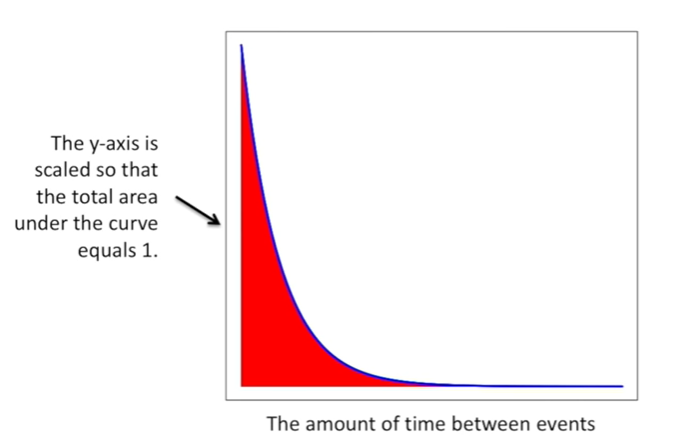 The y-axis is
scaled so that
the total area
under the curve
equals 1.
The amount of time between events